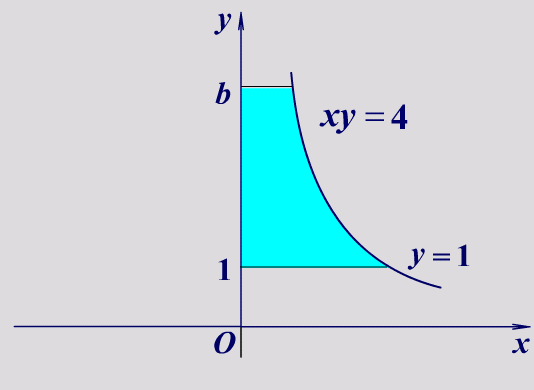 y
b
xy = 4
y = 1
1
O
x